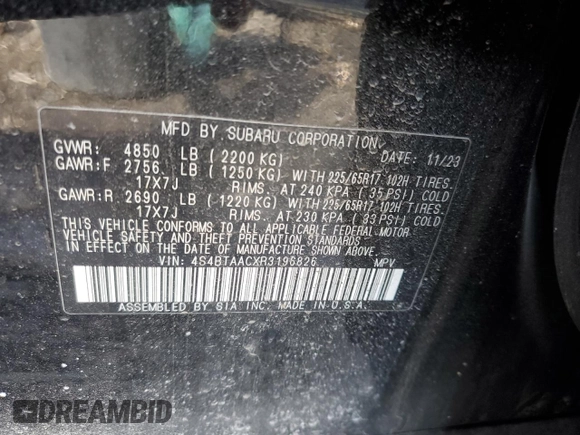 MFD BY SUBARU CORPORATION
GVWR: 4850 LB ( 2200 KG) DATE: 11/23
GAWR:F 2756 LB ( 1250 KG) WITH 225/65R17 102H TIRES.
17X7J RIMS. AT 240 KPA ( 35 PSI) COLD
GAWR:R 2690 LB ( 1220 KG) WITH 225/65R17 102H TIRES.
17X7J RIMS. AT 230 KPA ( 33 PSI) COLD
THIS VEHICLE CONFORMS TO ALL APPLICABLE FEDERAL MOTOR
VEHICLE SAFETY AND THEFT PREVENTION STANDARDS
IN EFFECT ON THE DATE OF MANUFACTURE SHOWN ABOVE.
VIN: 4S4BTAACXR3196826 MPV
ASSEMBLED BY SIA INC. MADE IN U.S.A.
DREAMBID